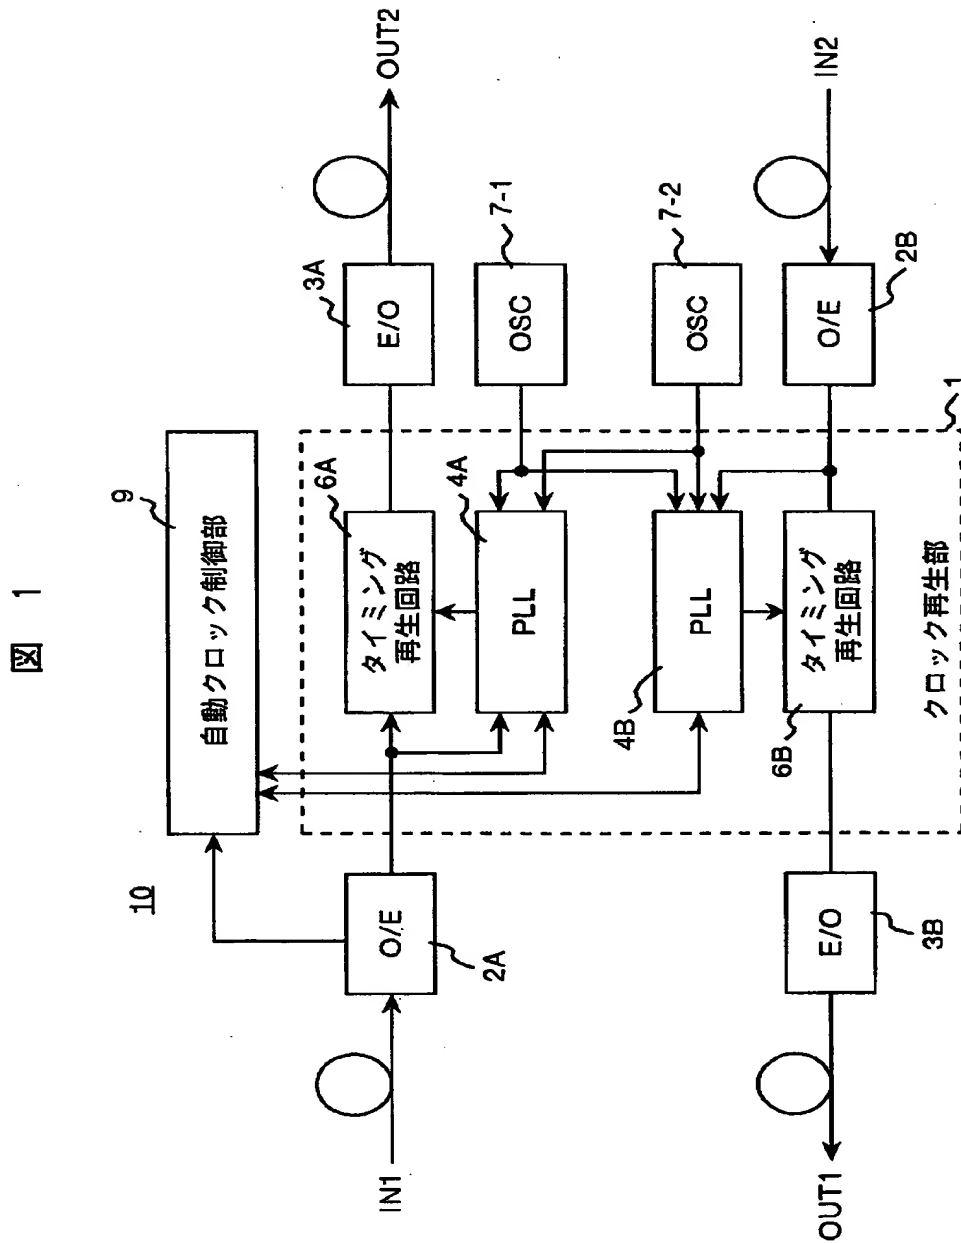 図 1
10
9
自動クロック制御部
IN1
O/E
2A
タイミング
再生回路
6A
E/O
3A
OUT2
PLL
4A
OSC
7-1
PLL
4B
OSC
7-2
OUT1
E/O
3B
タイミング
再生回路
6B
O/E
2B
IN2
クロック再生部
1